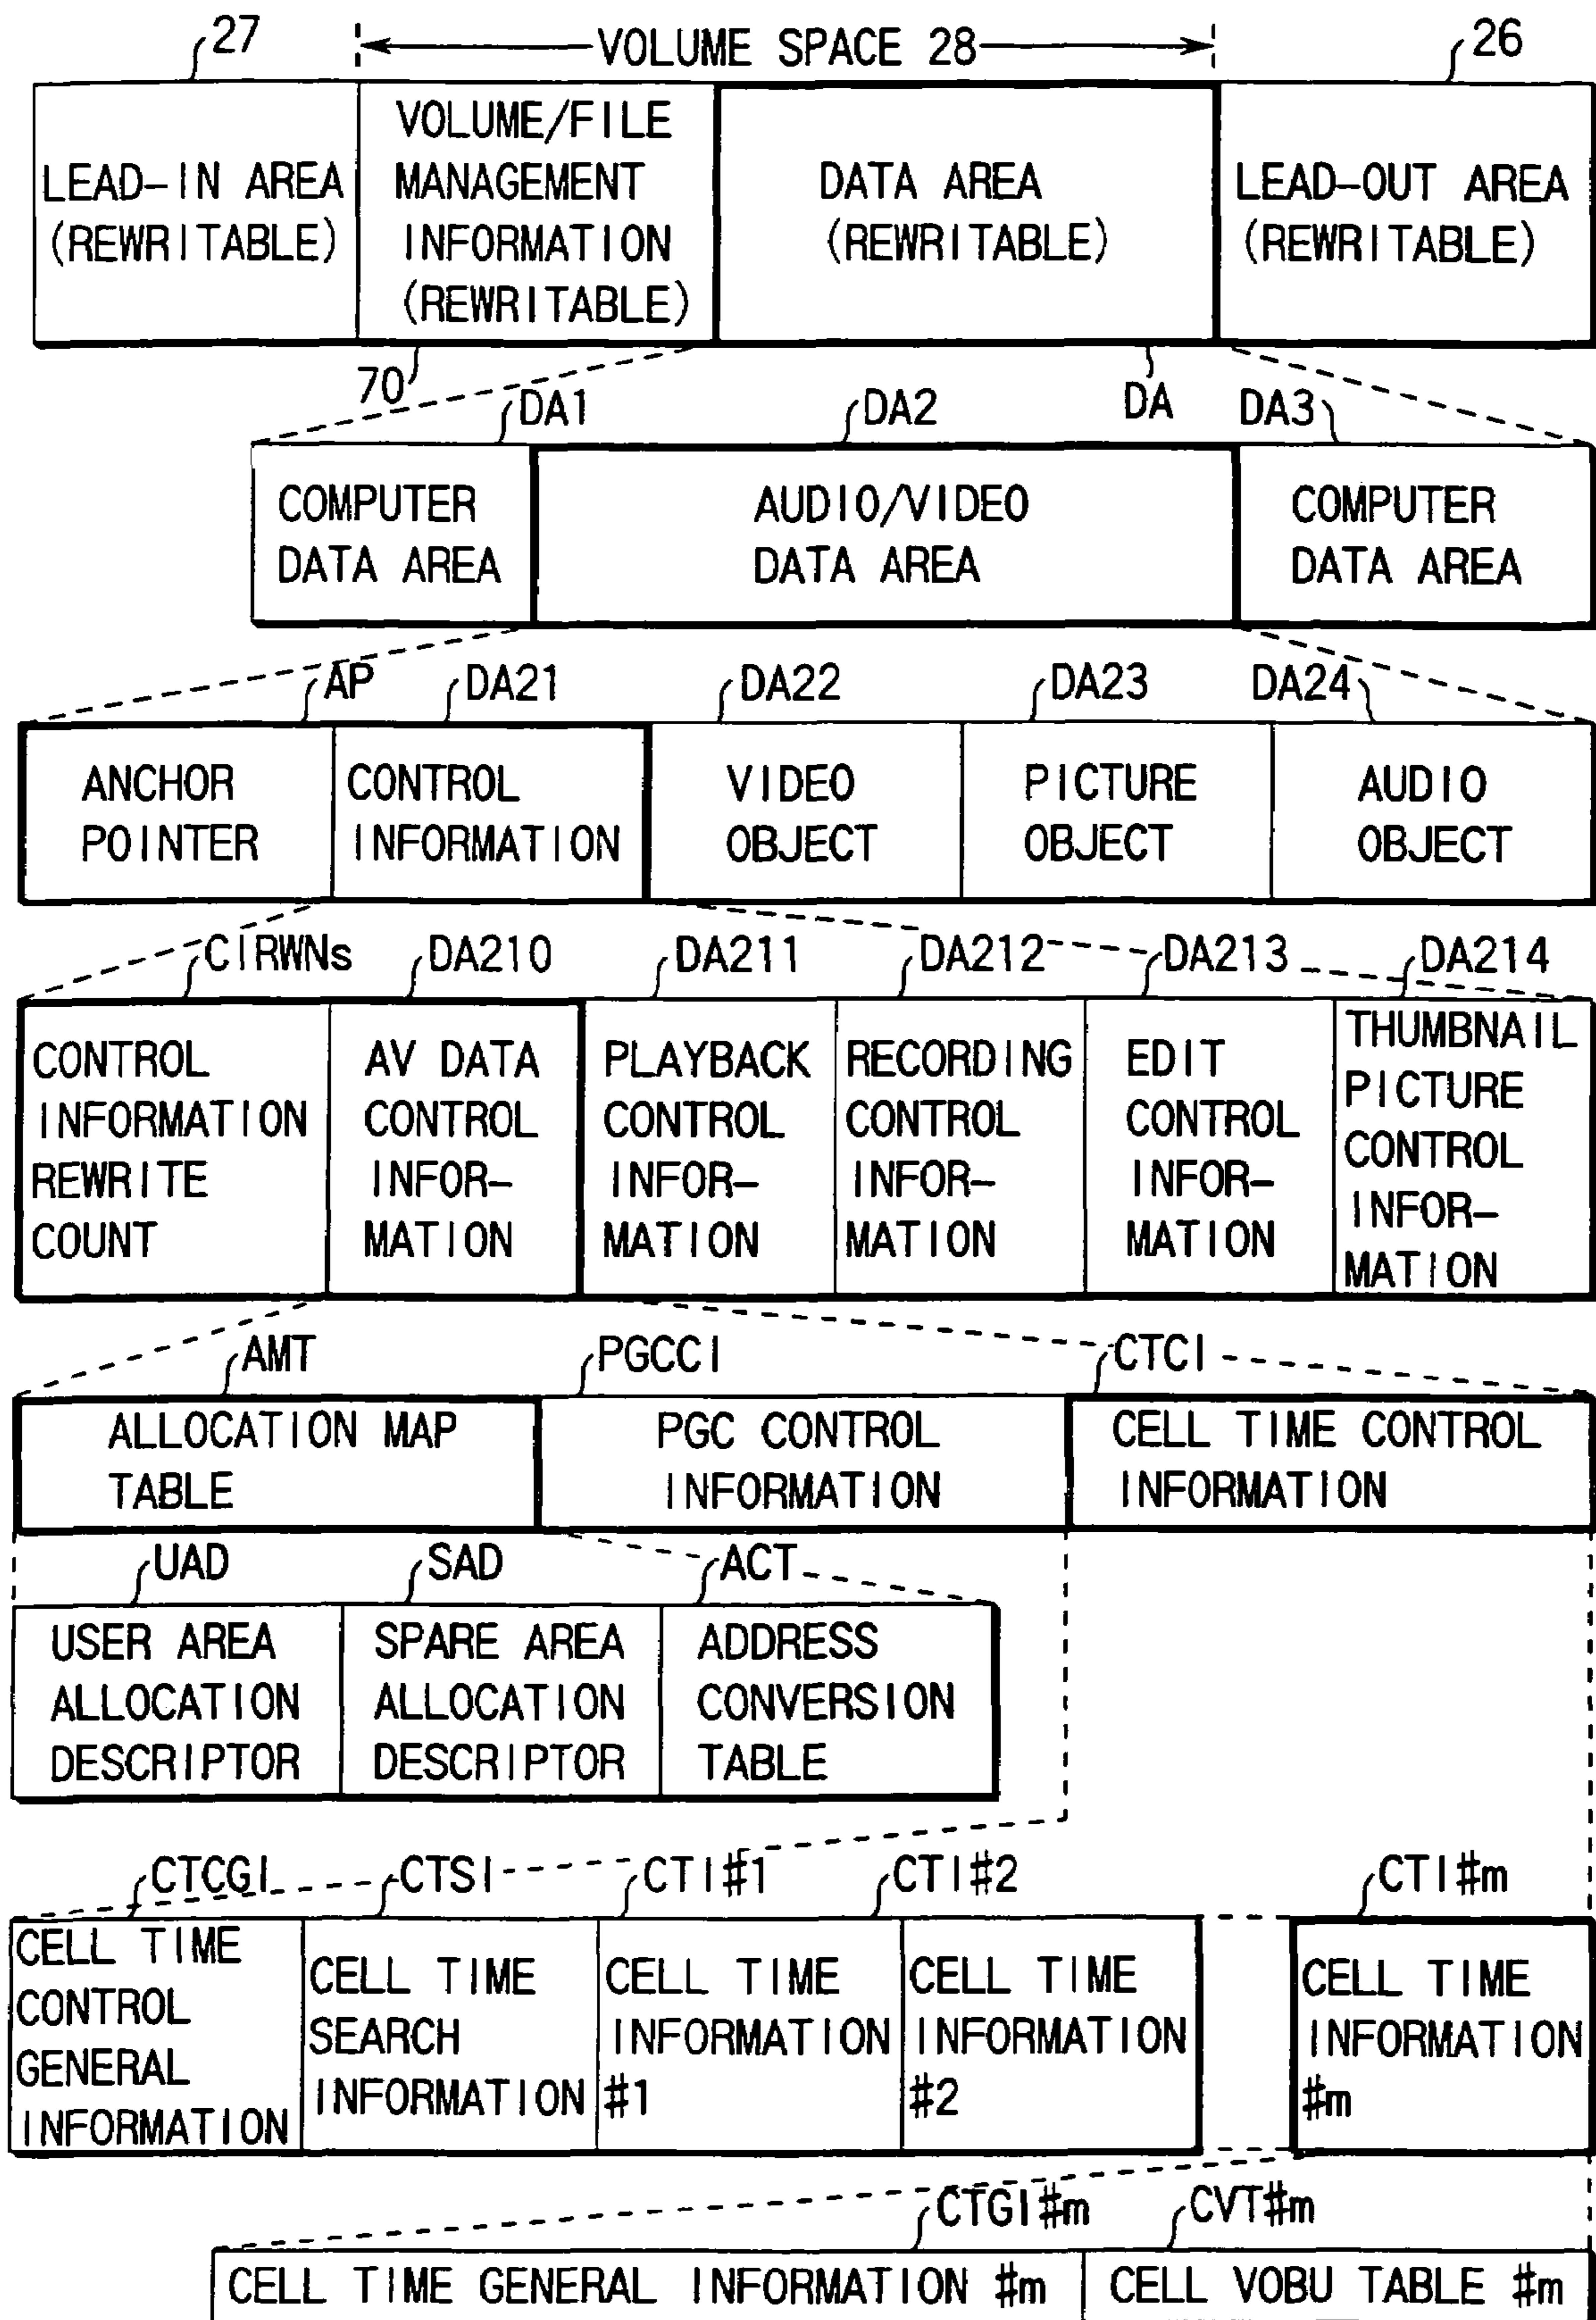 27
VOLUME SPACE 28
26
LEAD-IN AREA
(REWRITABLE)
VOLUME/FILE
MANAGEMENT
INFORMATION
(REWRITABLE)
DATA AREA
(REWRITABLE)
LEAD-OUT AREA
(REWRITABLE)
70
DA
DA1
DA2
DA3
COMPUTER
DATA AREA
AUDIO/VIDEO
DATA AREA
COMPUTER
DATA AREA
AP
DA21
DA22
DA23
DA24
ANCHOR
POINTER
CONTROL
INFORMATION
VIDEO
OBJECT
PICTURE
OBJECT
AUDIO
OBJECT
CIRWNs
DA210
DA211
DA212
DA213
DA214
CONTROL
INFORMATION
REWRITE
COUNT
AV DATA
CONTROL
INFOR-
MATION
PLAYBACK
CONTROL
INFOR-
MATION
RECORDING
CONTROL
INFOR-
MATION
EDIT
CONTROL
INFOR-
MATION
THUMBNAIL
PICTURE
CONTROL
INFOR-
MATION
AMT
PGCCI
CTCI
ALLOCATION MAP
TABLE
PGC CONTROL
INFORMATION
CELL TIME CONTROL
INFORMATION
UAD
SAD
ACT
USER AREA
ALLOCATION
DESCRIPTOR
SPARE AREA
ALLOCATION
DESCRIPTOR
ADDRESS
CONVERSION
TABLE
CTCGI
CTSI
CTI#1
CTI#2
CTI#m
CELL TIME
CONTROL
GENERAL
INFORMATION
CELL TIME
SEARCH
INFORMATION
CELL TIME
INFORMATION
#1
CELL TIME
INFORMATION
#2
CELL TIME
INFORMATION
#m
CTGI#m
CVT#m
CELL TIME GENERAL INFORMATION #m
CELL VOBU TABLE #m